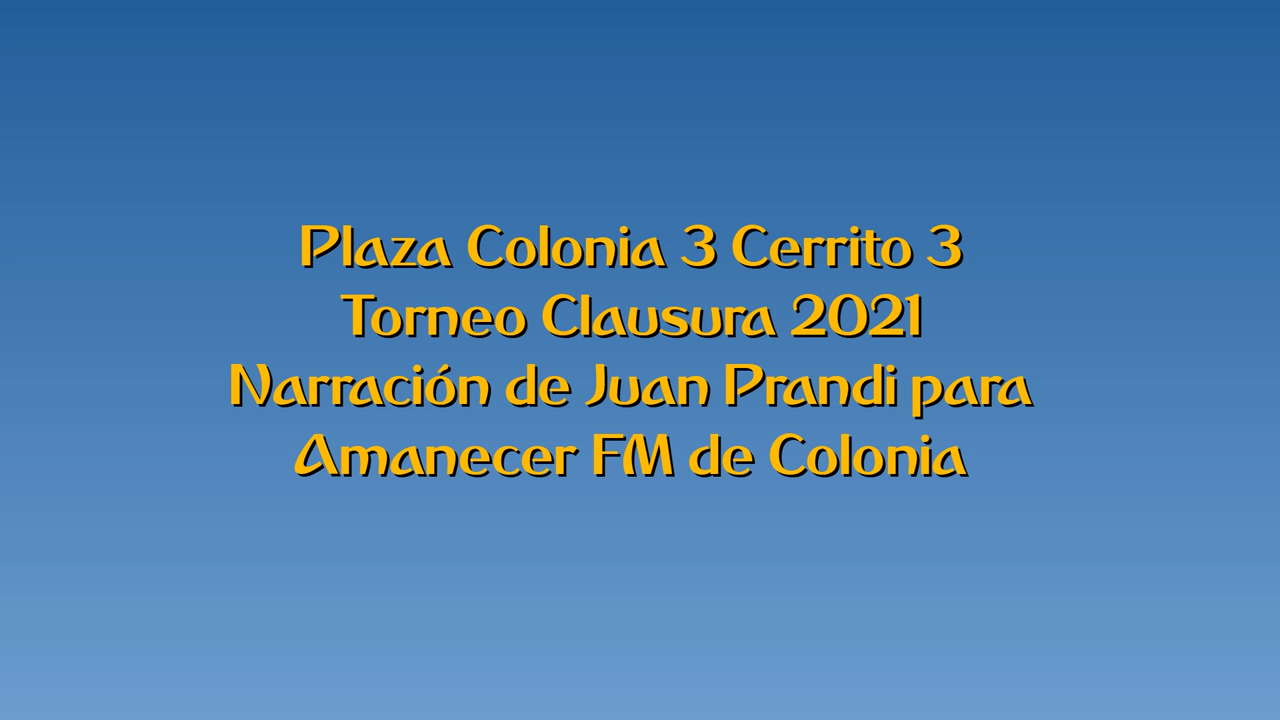 Plaza Colonia 3 Cerrito 3
Torneo Clausura 2021
Narración de Juan Prandi para
Amanecer FM de Colonia